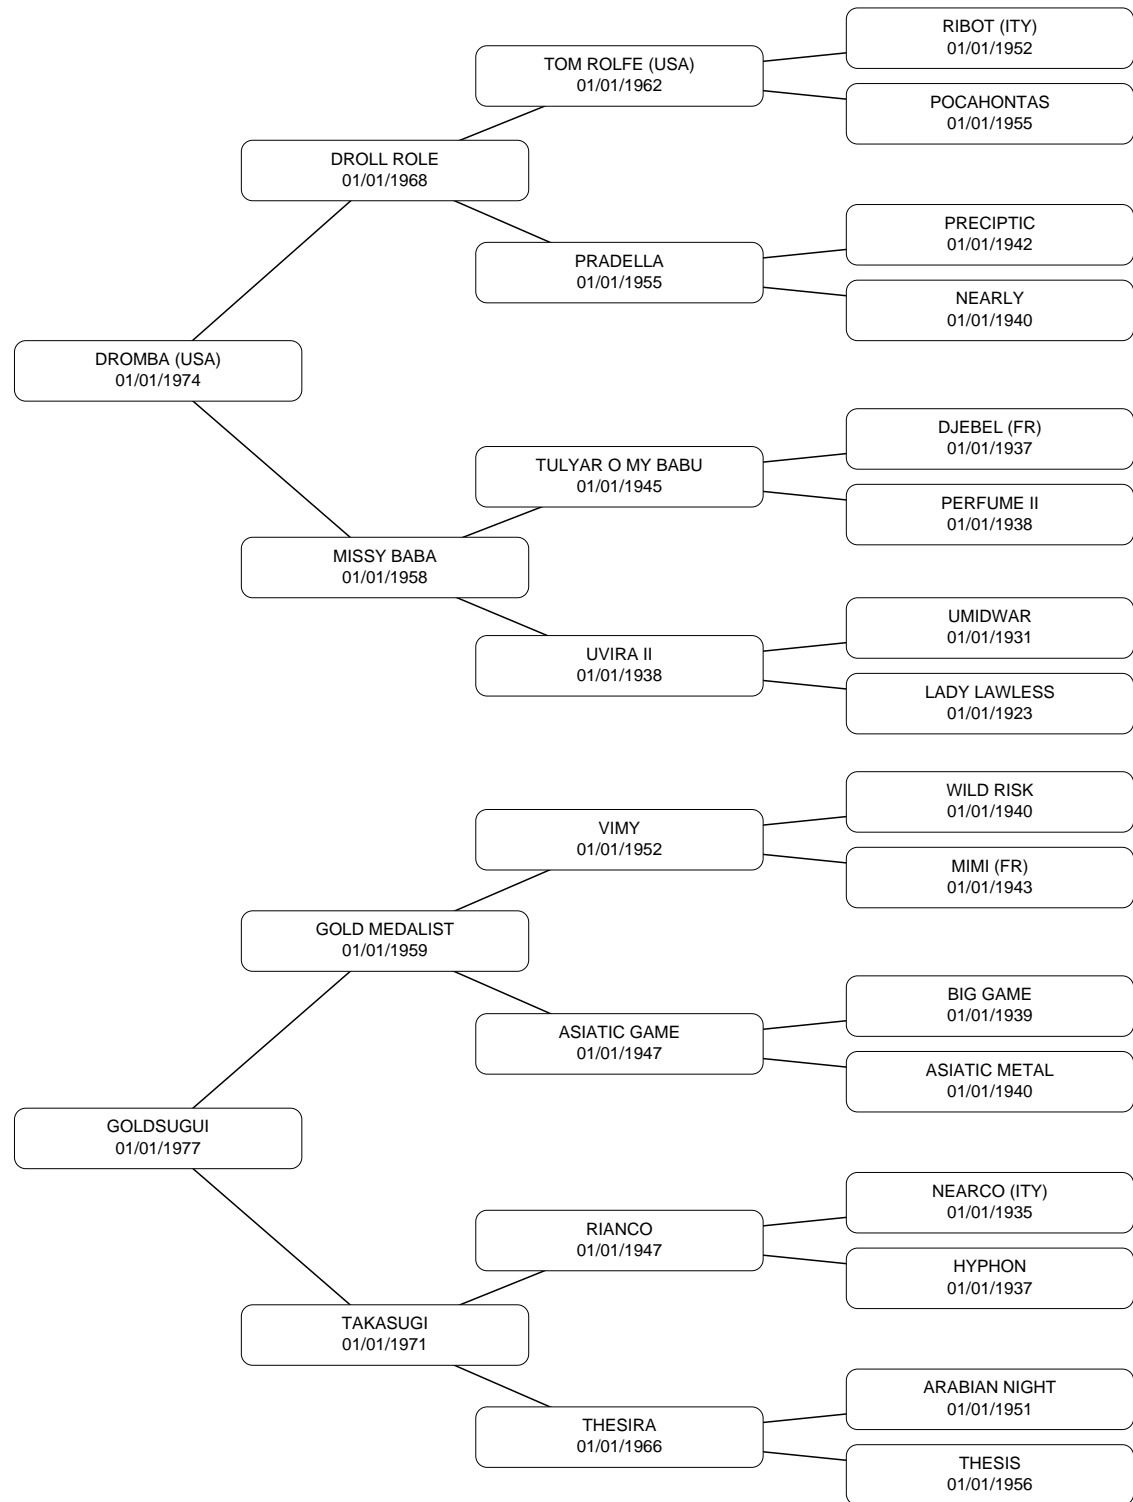 RIBOT (ITY)
01/01/1952
TOM ROLFE (USA)
01/01/1962
POCAHONTAS
01/01/1955
DROLL ROLE
01/01/1968
PRECIPTIC
01/01/1942
PRADELLA
01/01/1955
NEARLY
01/01/1940
DROMBA (USA)
01/01/1974
DJEBEL (FR)
01/01/1937
TULYAR O MY BABU
01/01/1945
PERFUME II
01/01/1938
MISSY BABA
01/01/1958
UMIDWAR
01/01/1931
UVIRA II
01/01/1938
LADY LAWLESS
01/01/1923
WILD RISK
01/01/1940
VIMY
01/01/1952
MIMI (FR)
01/01/1943
GOLD MEDALIST
01/01/1959
BIG GAME
01/01/1939
ASIATIC GAME
01/01/1947
ASIATIC METAL
01/01/1940
GOLDSUGUI
01/01/1977
NEARCO (ITY)
01/01/1935
RIANCO
01/01/1947
HYPHON
01/01/1937
TAKASUGI
01/01/1971
ARABIAN NIGHT
01/01/1951
THESIRA
01/01/1966
THESIS
01/01/1956